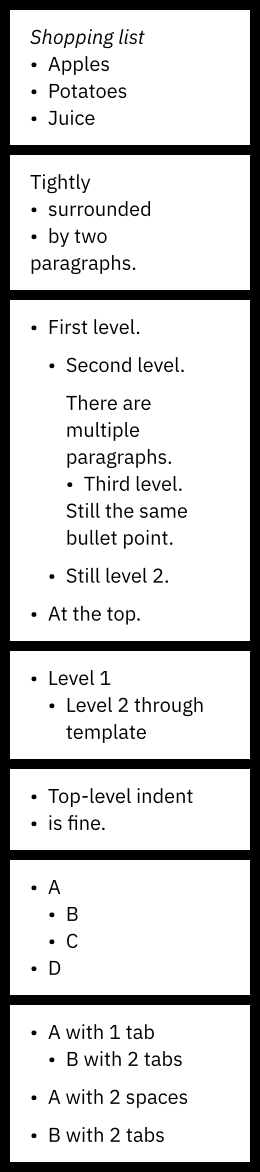 Shopping list
• Apples
• Potatoes
• Juice
Tightly
• surrounded
• by two
paragraphs.
• First level.
• Second level.
There are
multiple
paragraphs.
• Third level.
Still the same
bullet point.
• Still level 2.
• At the top.
• Level 1
• Level 2 through
template
• Top-level indent
• is fine.
• A
• B
• C
• D
• A with 1 tab
• B with 2 tabs
• A with 2 spaces
• B with 2 tabs